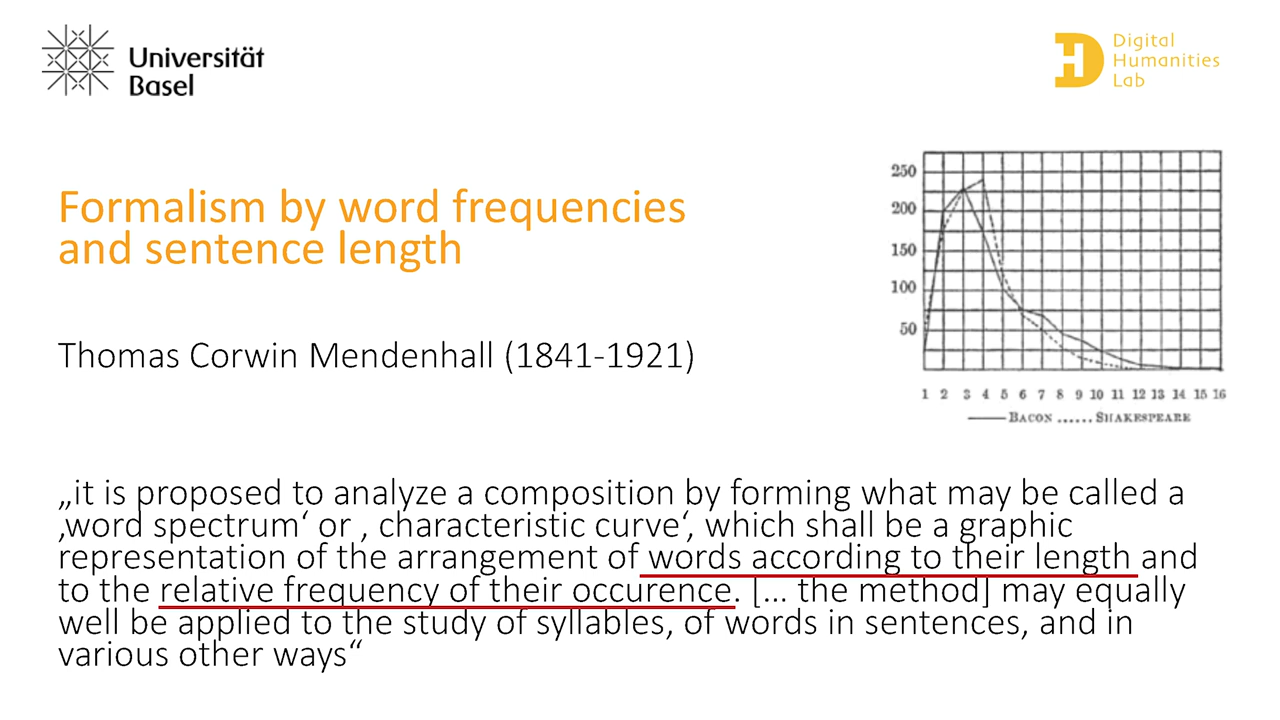 Universität
Basel
Digital
Humanities
Lab
Formalism by word frequencies
and sentence length
Thomas Corwin Mendenhall (1841-1921)
250
200
150
100
50
1 2 3 4 5 6 7 8 9 10 11 12 13 14 15 16
BACON ...... SHAKESPEARE
„it is proposed to analyze a composition by forming what may be called a
‚word spectrum‘ or ‚ characteristic curve‘, which shall be a graphic
representation of the arrangement of words according to their length and
to the relative frequency of their occurence. [… the method] may equally
well be applied to the study of syllables, of words in sentences, and in
various other ways“